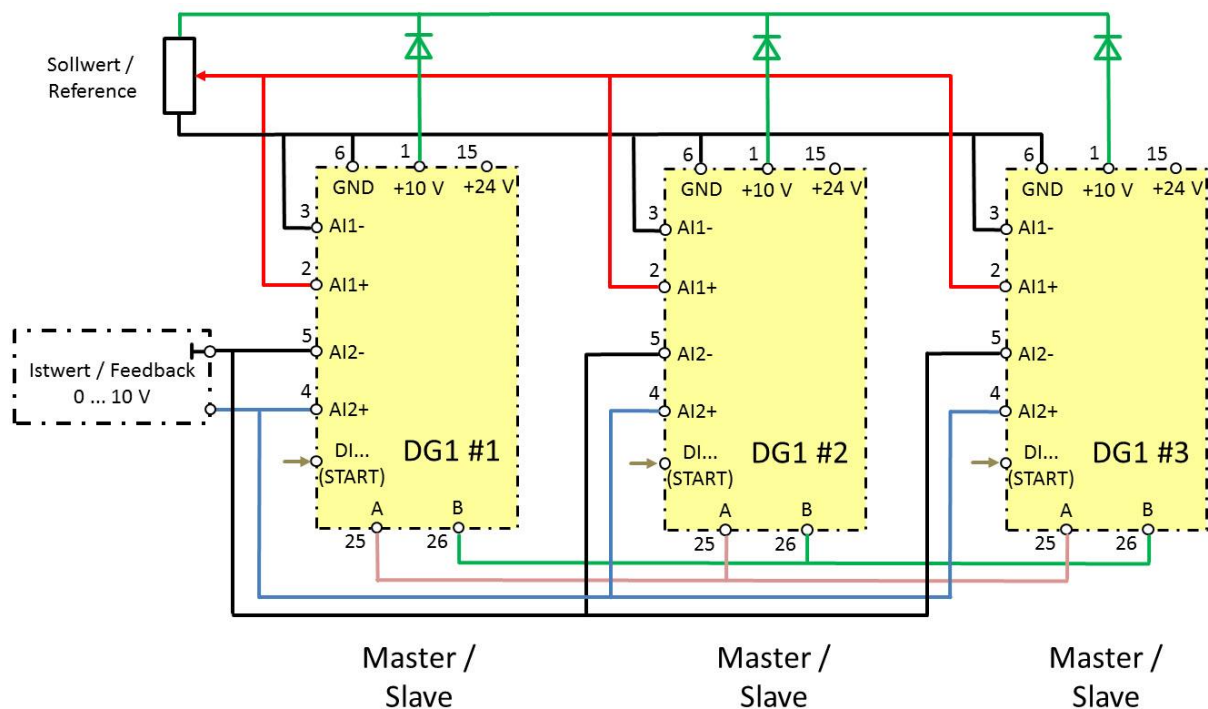 Sollwert /
Reference
6
1
15
GND
+10 V
+24 V
3
AI1-
2
AI1+
5
AI2-
4
AI2+
DI...
(START)
DG1 #1
A
B
25
26
6
1
15
GND
+10 V
+24 V
3
AI1-
2
AI1+
5
AI2-
4
AI2+
DI...
(START)
DG1 #2
A
B
25
26
6
1
15
GND
+10 V
+24 V
3
AI1-
2
AI1+
5
AI2-
4
AI2+
DI...
(START)
DG1 #3
A
B
25
26
Istwert / Feedback
0 ... 10 V
Master /
Slave
Master /
Slave
Master /
Slave